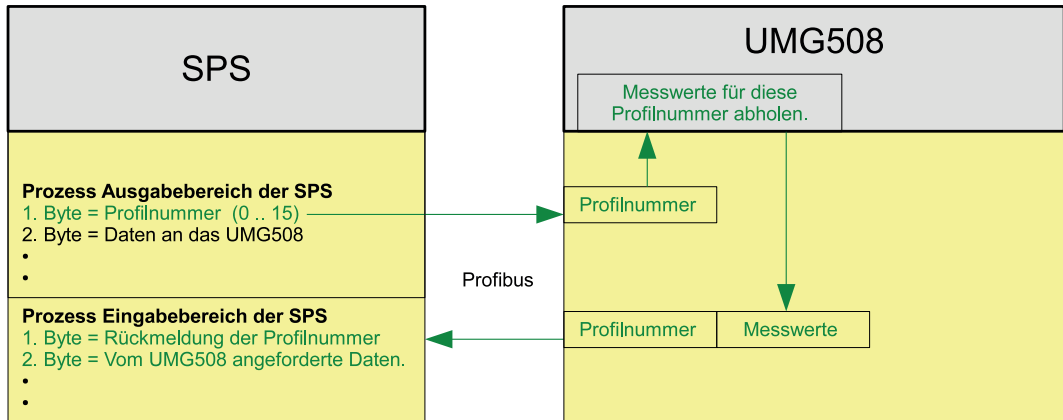 SPS
Prozess Ausgabebereich der SPS
1. Byte = Profilnummer (0 .. 15)
2. Byte = Daten an das UMG508
•
•
Prozess Eingabebereich der SPS
1. Byte = Rückmeldung der Profilnummer
2. Byte = Vom UMG508 angeforderte Daten.
•
•
Profibus
UMG508
Messwerte für diese
Profilnummer abholen.
Profilnummer
Profilnummer
Messwerte